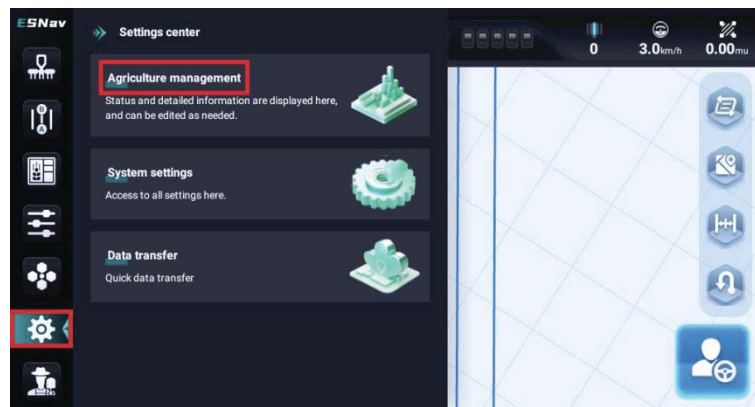 ESNav
Settings center
0
3.0km/h
0.00mu
Agriculture management
Status and detailed information are displayed here,
and can be edited as needed.
System settings
Access to all settings here.
Data transfer
Quick data transfer
B
A